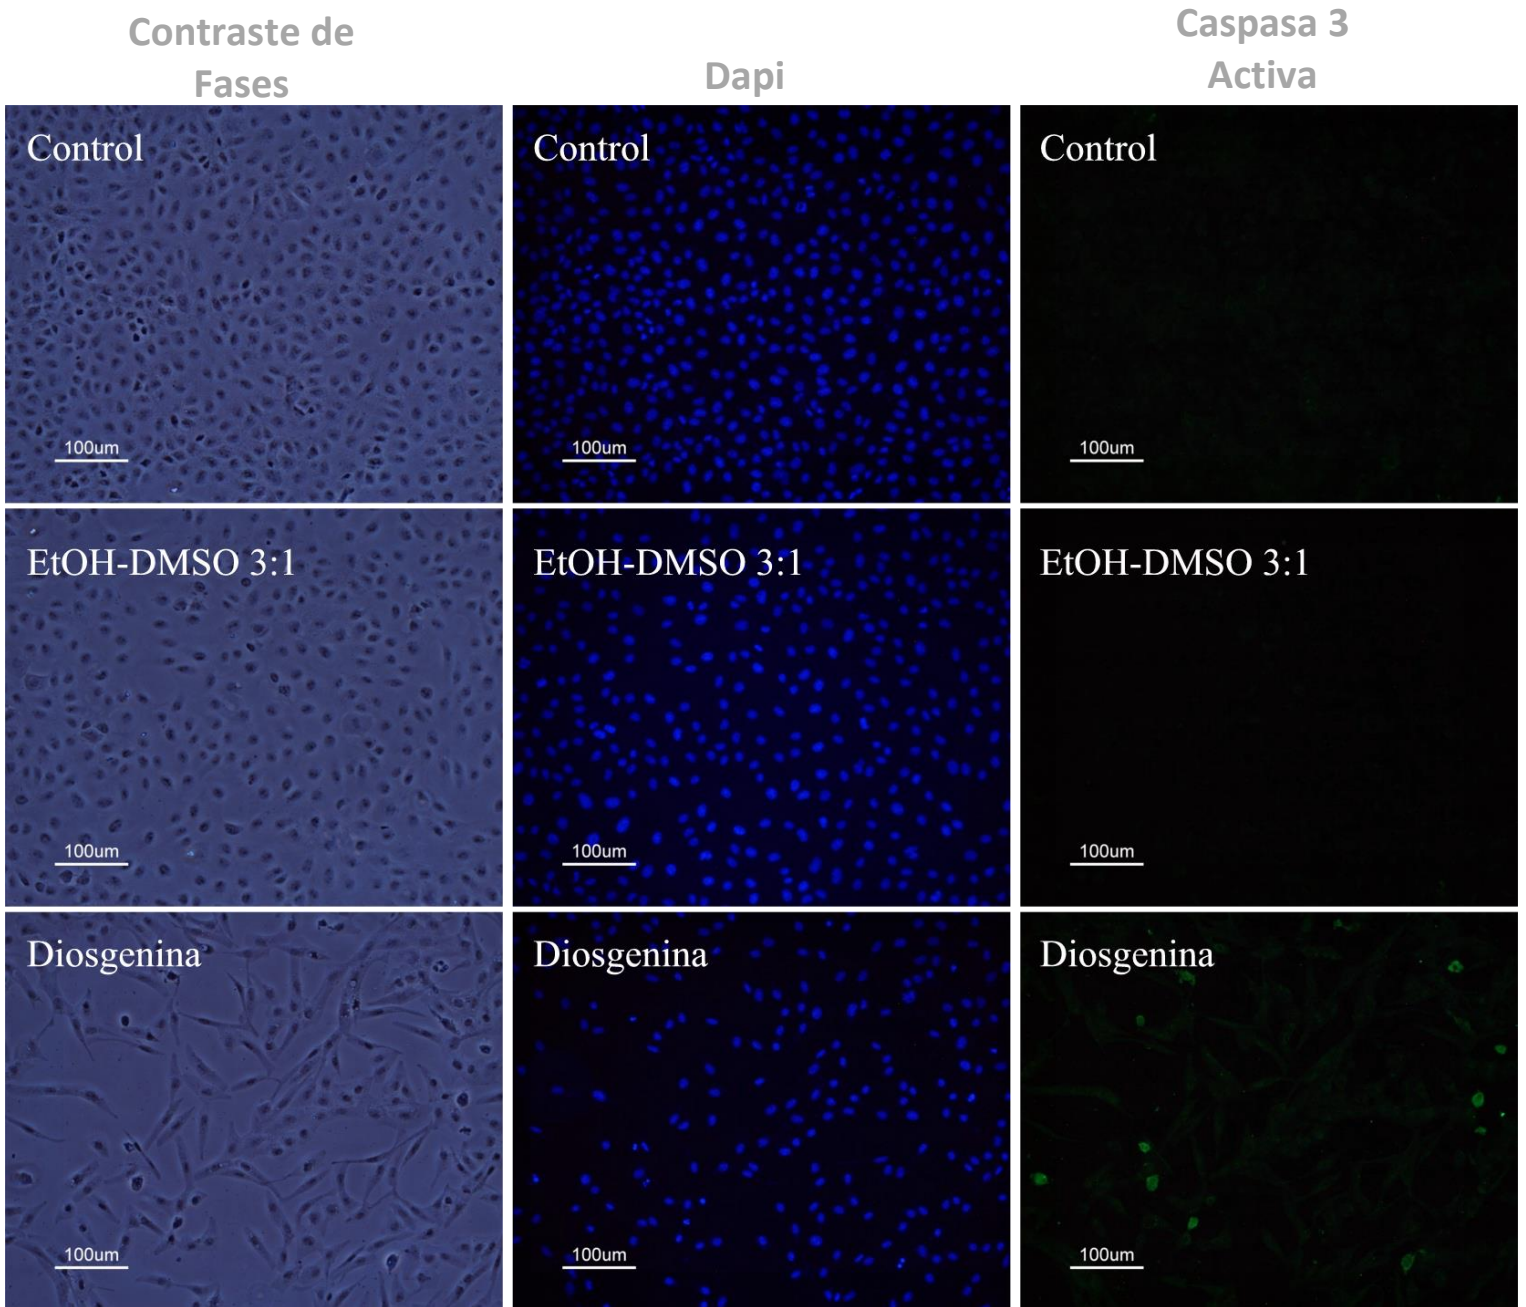 Contraste de
Fases
Dapi
Caspasa 3
Activa
Control
Control
Control
100um
100um
100um
EtOH-DMSO 3:1
EtOH-DMSO 3:1
EtOH-DMSO 3:1
100um
100um
100um
Diosgenina
Diosgenina
Diosgenina
100um
100um
100um